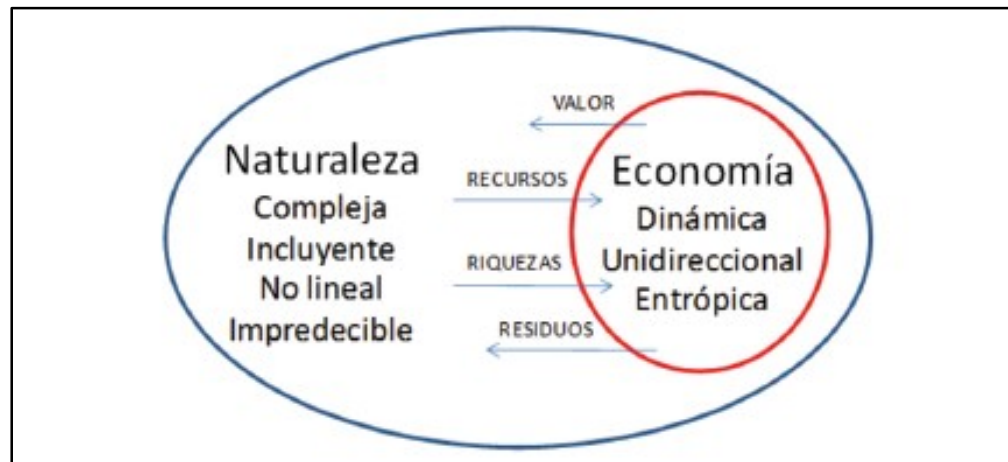 VALOR
Naturaleza
Compleja
Incluyente
No lineal
Impredecible
RECURSOS
RIQUEZAS
RESIDUOS
Economía
Dinámica
Unidireccional
Entrópica